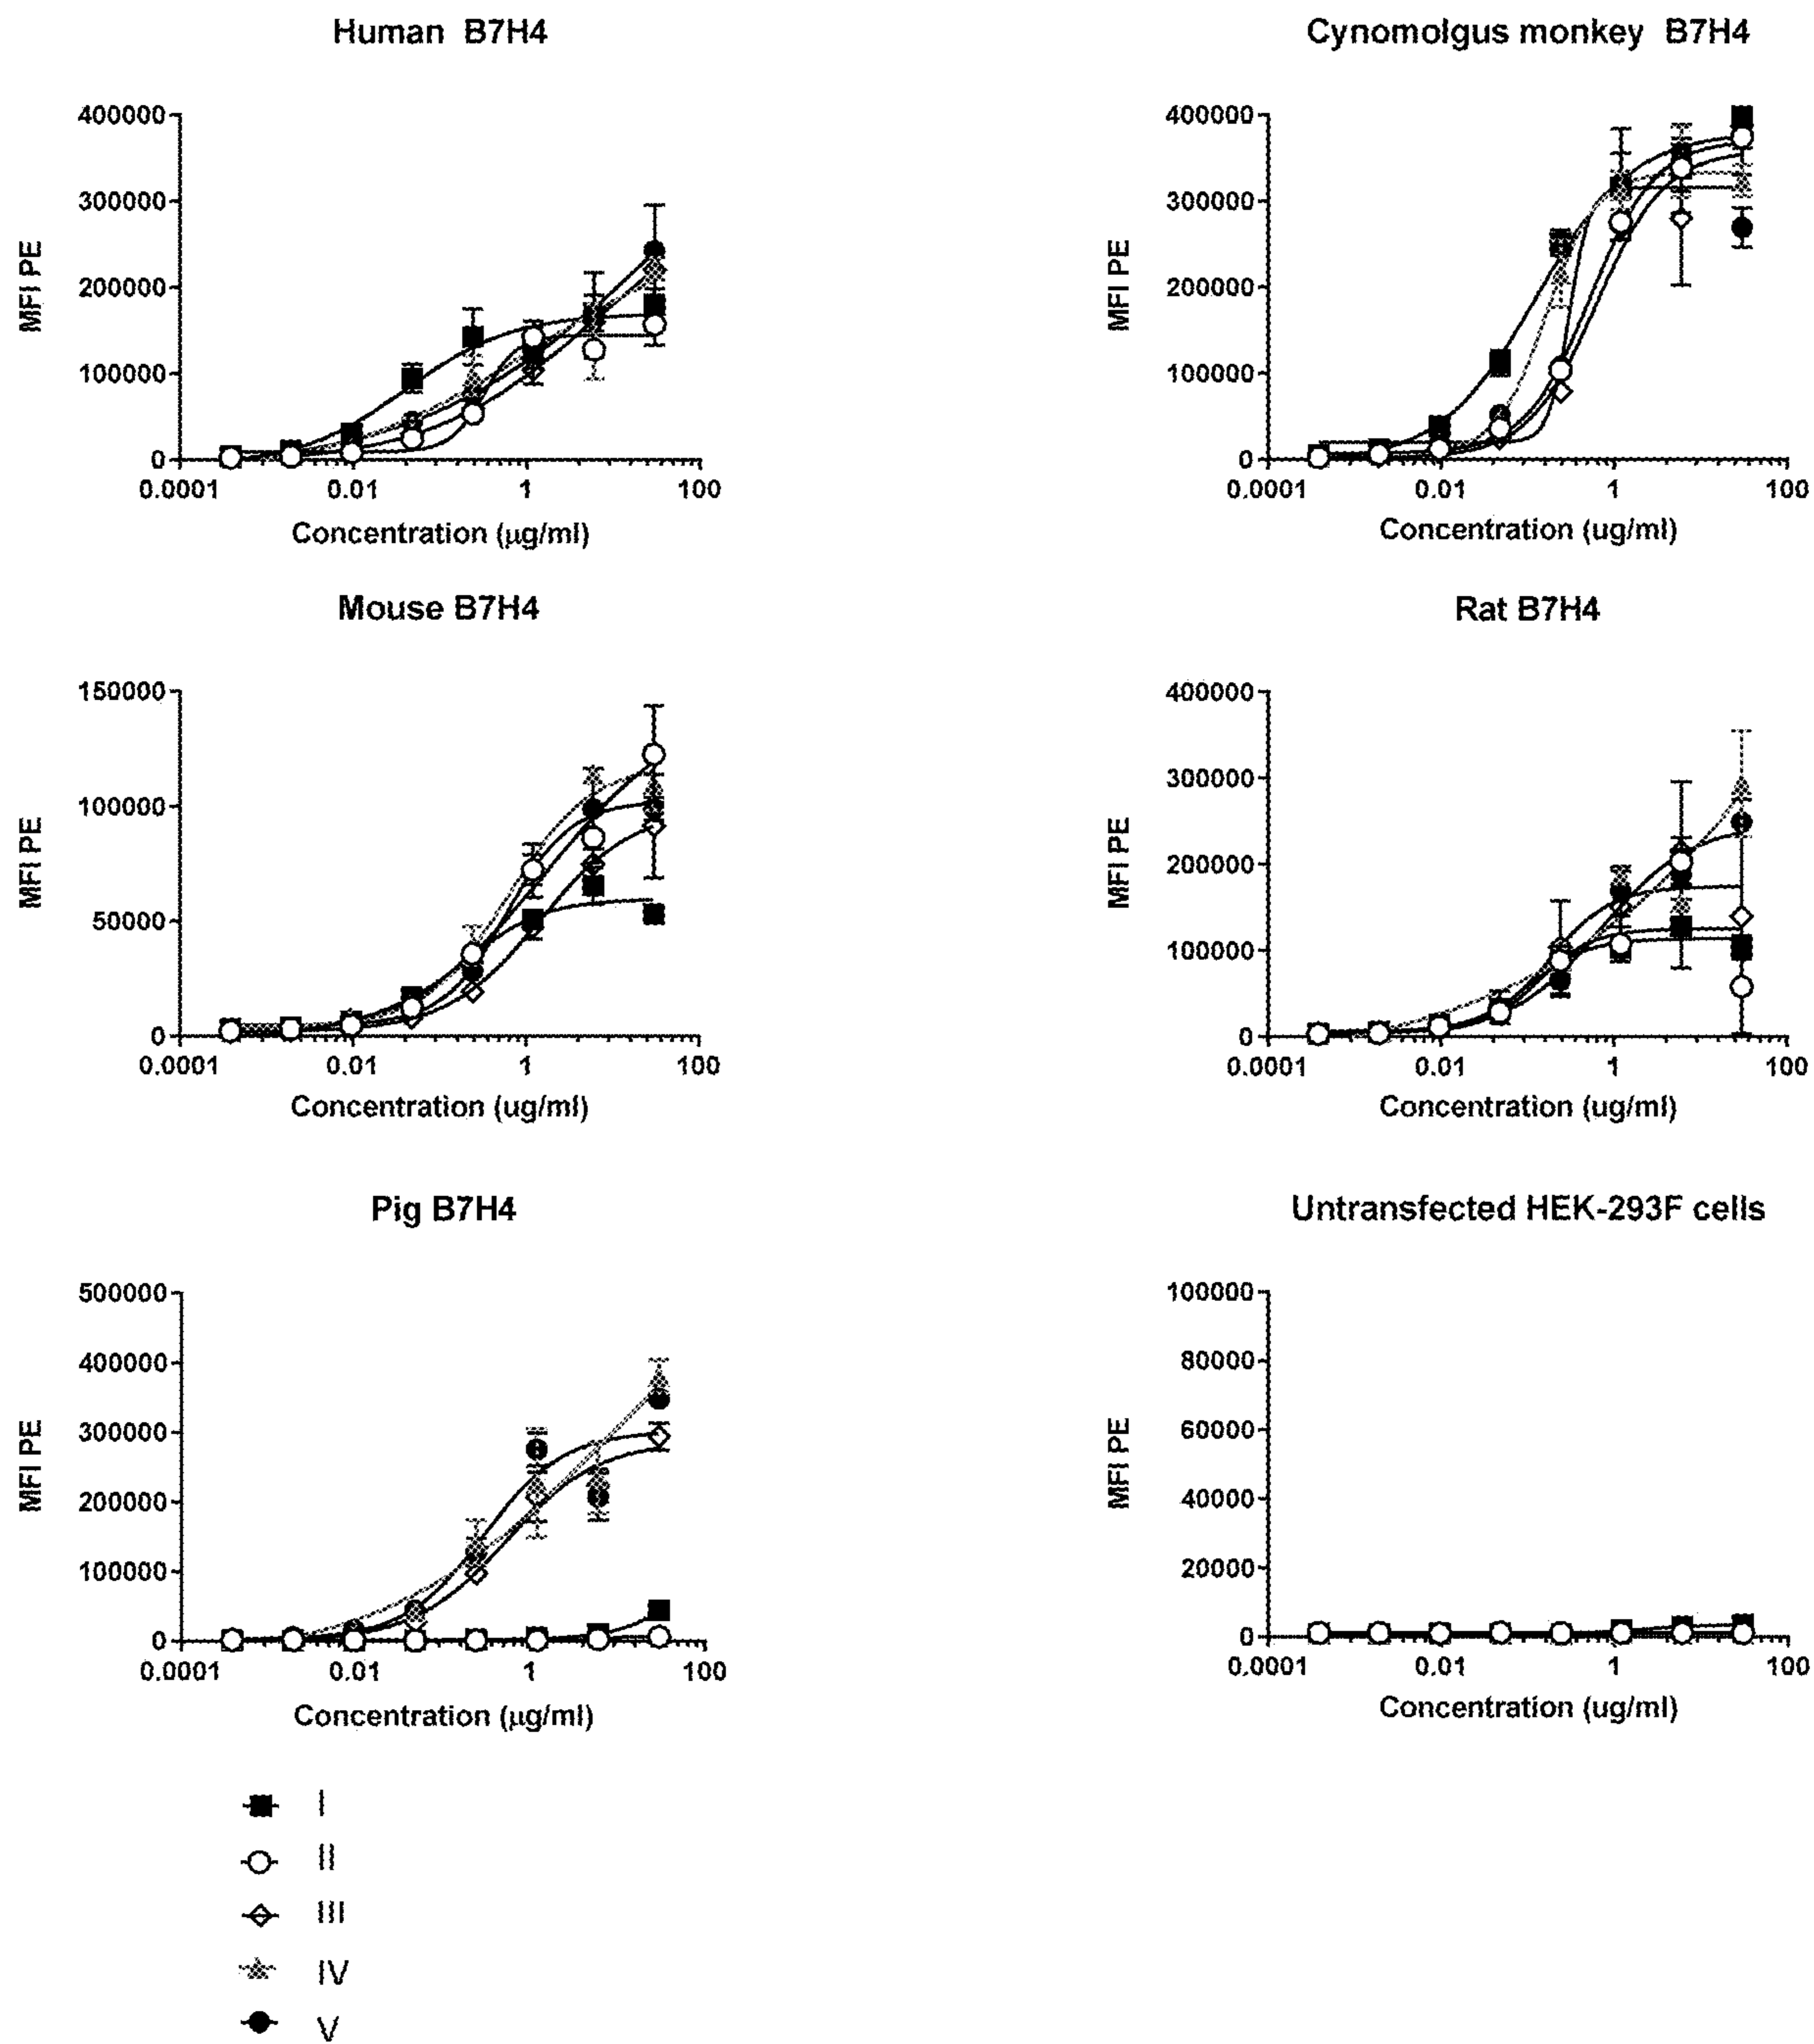 Human B7H4
Cynomolgus monkey B7H4
400000
300000
200000
100000
0
MFI PE
0.0001
0.01
1
100
Concentration (μg/ml)
400000
300000
200000
100000
0
MFI PE
0.0001
0.01
1
100
Concentration (ug/ml)
Mouse B7H4
Rat B7H4
150000
100000
50000
0
MFI PE
0.0001
0.01
1
100
Concentration (ug/ml)
400000
300000
200000
100000
0
MFI PE
0.0001
0.01
1
100
Concentration (ug/ml)
Pig B7H4
Untransfected HEK-293F cells
500000
400000
300000
200000
100000
0
MFI PE
0.0001
0.01
1
100
Concentration (μg/ml)
100000
80000
60000
40000
20000
0
MFI PE
0.0001
0.01
1
100
Concentration (ug/ml)
I
II
III
IV
V